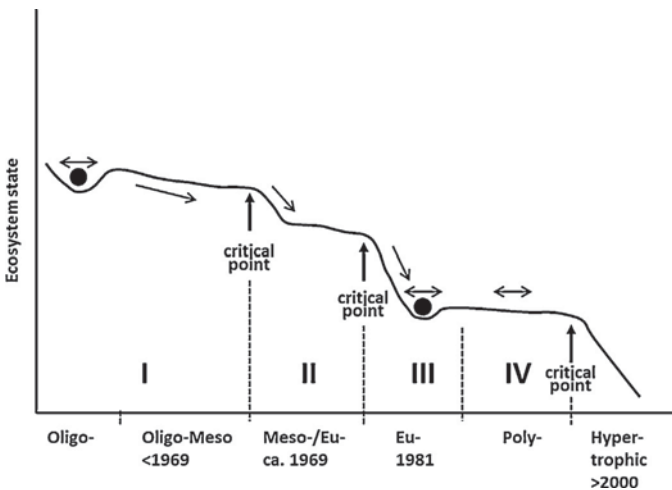 Ecosystem state
critical
point
critical
point
critical
point
I
II
III
IV
Oligo-
Oligo-Meso
<1969
Meso-/Eu-
ca. 1969
Eu-
1981
Poly-
Hyper-
trophic
>2000